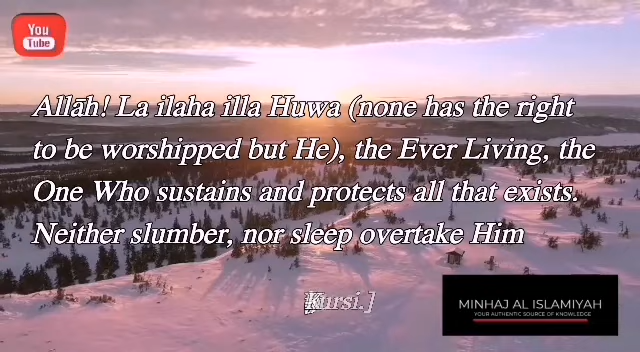 You
Tube
Allāh! La ilaha illa Huwa (none has the right
to be worshipped but He), the Ever Living, the
One Who sustains and protects all that exists.
Neither slumber, nor sleep overtake Him
Kursi.]
MINHAJ AL ISLAMIYAH
YOUR AUTHENTIC SOURCE OF KNOWLEDGE